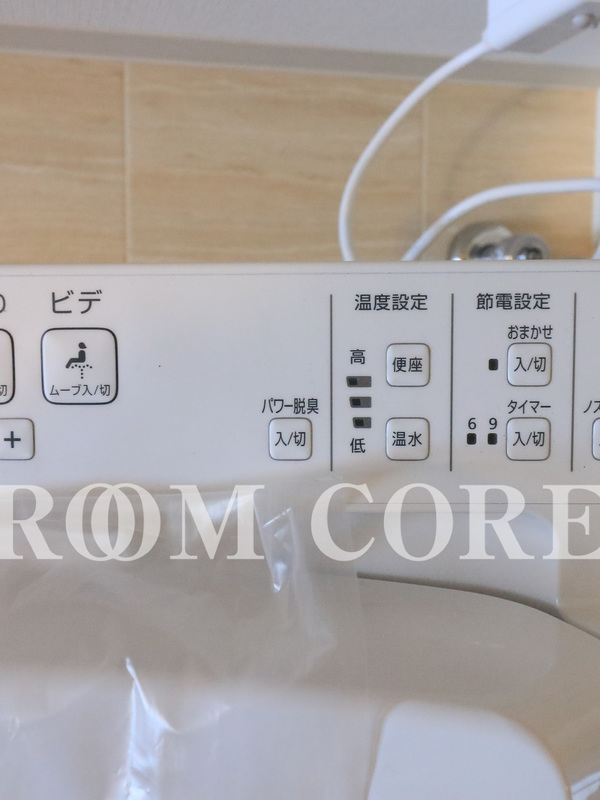 ビデ
ムーブ入/切
+
パワー脱臭
入/切
温度設定
高
低
便座
温水
節電設定
おまかせ
入/切
タイマー
6 9
入/切
ROOM CORE